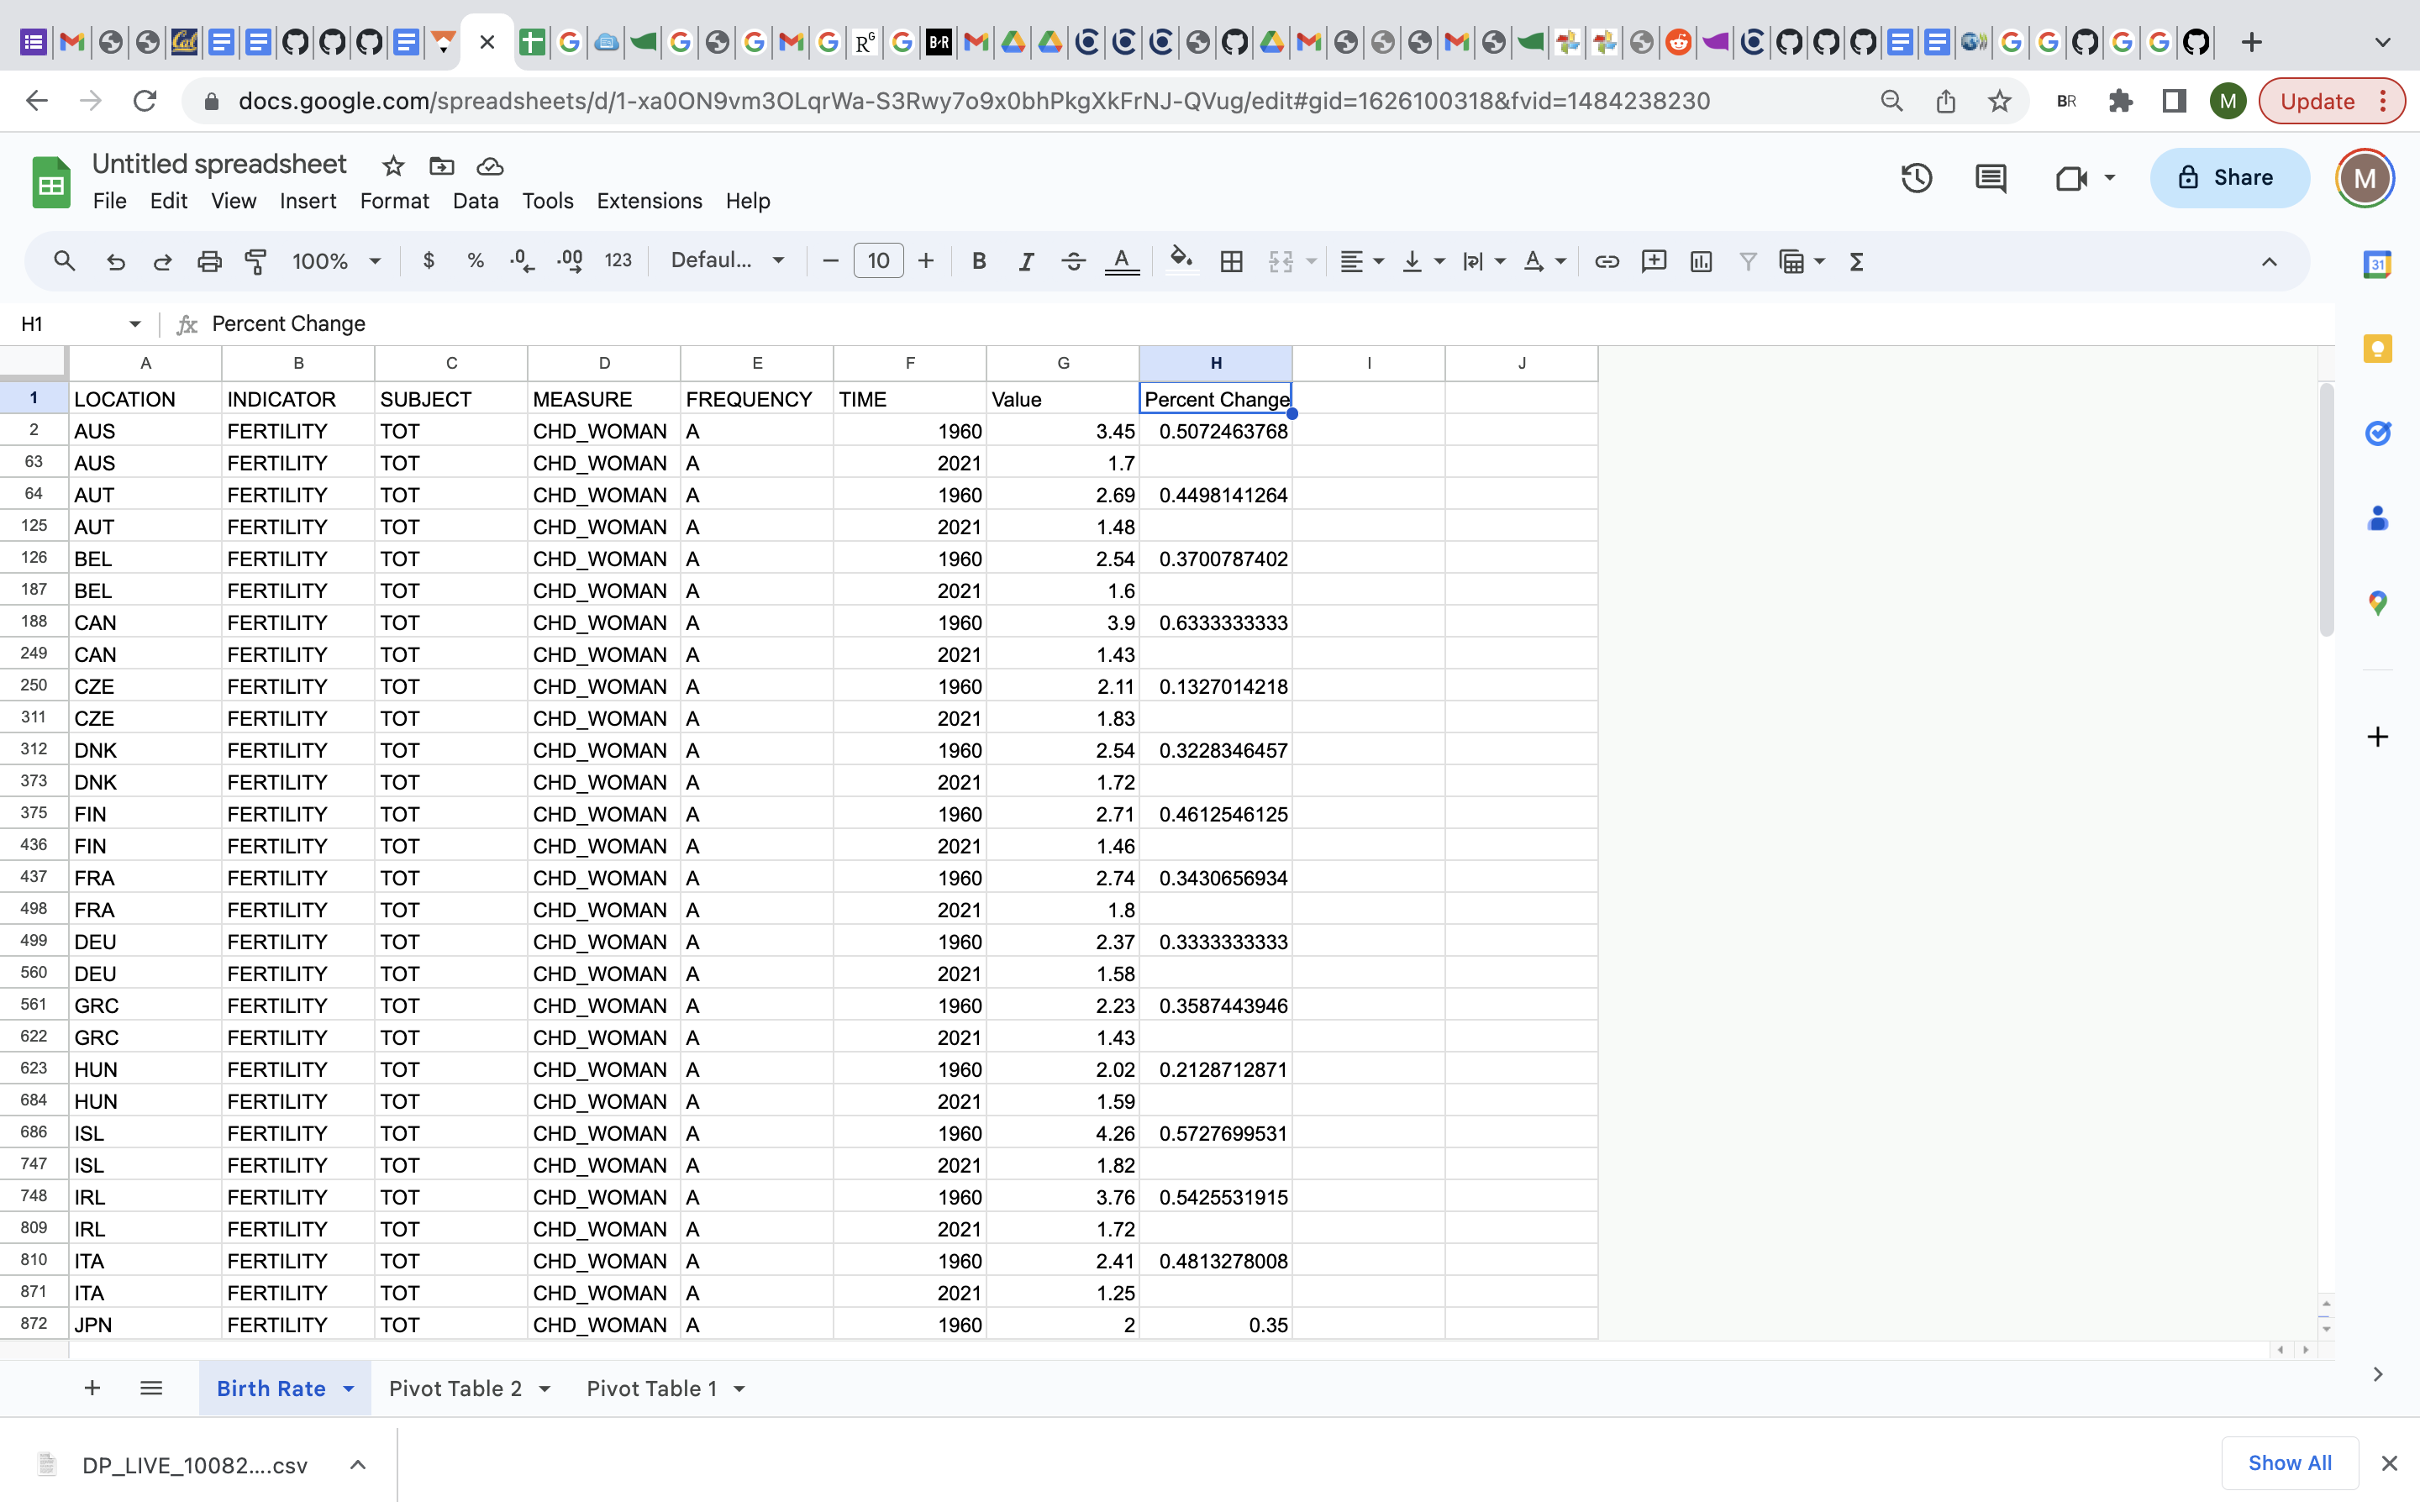 docs.google.com/spreadsheets/d/1-xa0ON9vm3OLqrWa-S3Rwy7o9x0bhPkgXkFrNJ-QVug/edit#gid=1626100318&fvid=1484238230
BR
M
Update
Untitled spreadsheet
File Edit View Insert Format Data Tools Extensions Help
Share
M
100% $ % .0 .00 123 Defaul... 10 B I S A Σ
31
H1 fx Percent Change
A B C D E F G H I J
1 LOCATION INDICATOR SUBJECT MEASURE FREQUENCY TIME Value Percent Change
2 AUS FERTILITY TOT CHD_WOMAN A 1960 3.45 0.5072463768
63 AUS FERTILITY TOT CHD_WOMAN A 2021 1.7
64 AUT FERTILITY TOT CHD_WOMAN A 1960 2.69 0.4498141264
125 AUT FERTILITY TOT CHD_WOMAN A 2021 1.48
126 BEL FERTILITY TOT CHD_WOMAN A 1960 2.54 0.3700787402
187 BEL FERTILITY TOT CHD_WOMAN A 2021 1.6
188 CAN FERTILITY TOT CHD_WOMAN A 1960 3.9 0.6333333333
249 CAN FERTILITY TOT CHD_WOMAN A 2021 1.43
250 CZE FERTILITY TOT CHD_WOMAN A 1960 2.11 0.1327014218
311 CZE FERTILITY TOT CHD_WOMAN A 2021 1.83
312 DNK FERTILITY TOT CHD_WOMAN A 1960 2.54 0.3228346457
373 DNK FERTILITY TOT CHD_WOMAN A 2021 1.72
375 FIN FERTILITY TOT CHD_WOMAN A 1960 2.71 0.4612546125
436 FIN FERTILITY TOT CHD_WOMAN A 2021 1.46
437 FRA FERTILITY TOT CHD_WOMAN A 1960 2.74 0.3430656934
498 FRA FERTILITY TOT CHD_WOMAN A 2021 1.8
499 DEU FERTILITY TOT CHD_WOMAN A 1960 2.37 0.3333333333
560 DEU FERTILITY TOT CHD_WOMAN A 2021 1.58
561 GRC FERTILITY TOT CHD_WOMAN A 1960 2.23 0.3587443946
622 GRC FERTILITY TOT CHD_WOMAN A 2021 1.43
623 HUN FERTILITY TOT CHD_WOMAN A 1960 2.02 0.2128712871
684 HUN FERTILITY TOT CHD_WOMAN A 2021 1.59
686 ISL FERTILITY TOT CHD_WOMAN A 1960 4.26 0.5727699531
747 ISL FERTILITY TOT CHD_WOMAN A 2021 1.82
748 IRL FERTILITY TOT CHD_WOMAN A 1960 3.76 0.5425531915
809 IRL FERTILITY TOT CHD_WOMAN A 2021 1.72
810 ITA FERTILITY TOT CHD_WOMAN A 1960 2.41 0.4813278008
871 ITA FERTILITY TOT CHD_WOMAN A 2021 1.25
872 JPN FERTILITY TOT CHD_WOMAN A 1960 2 0.35
Birth Rate Pivot Table 2 Pivot Table 1
DP_LIVE_10082....csv
Show All